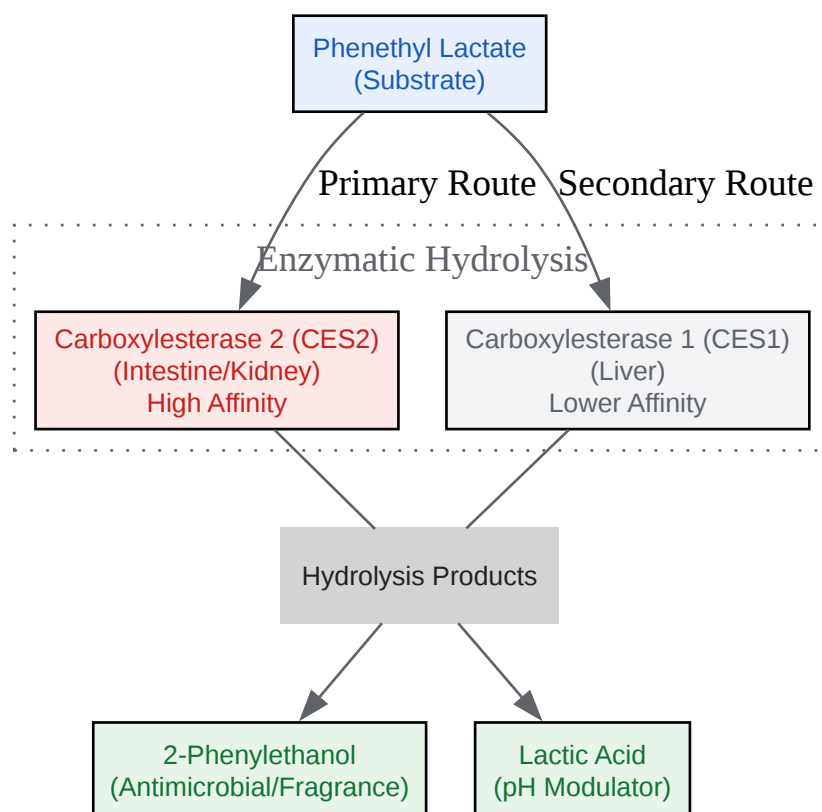 Phenethyl Lactate
(Substrate)
Primary Route
Secondary Route
Enzymatic Hydrolysis
Carboxylesterase 2 (CES2)
(Intestine/Kidney)
High Affinity
Carboxylesterase 1 (CES1)
(Liver)
Lower Affinity
Hydrolysis Products
2-Phenylethanol
(Antimicrobial/Fragrance)
Lactic Acid
(pH Modulator)